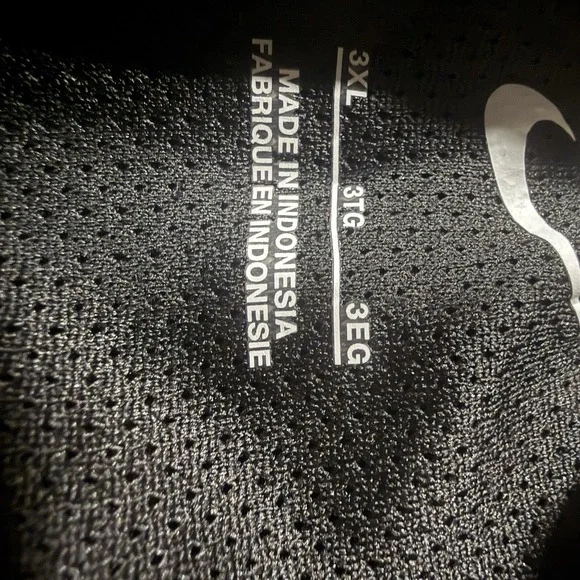 3XL 3TG 3EG
MADE IN INDONESIA
FABRIQUE EN INDONESIE